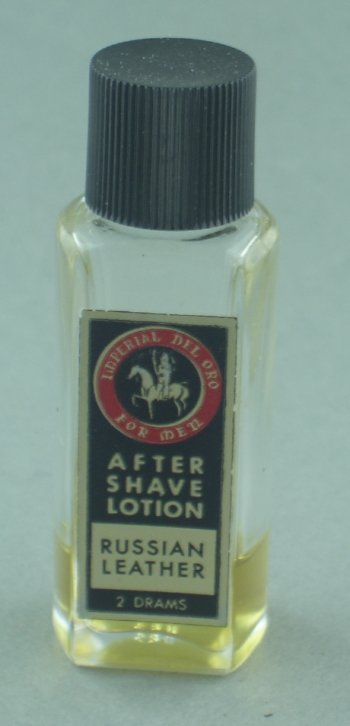 IMPERIAL DEL ORO
FOR MEN
AFTER
SHAVE
LOTION
RUSSIAN
LEATHER
2 DRAMS